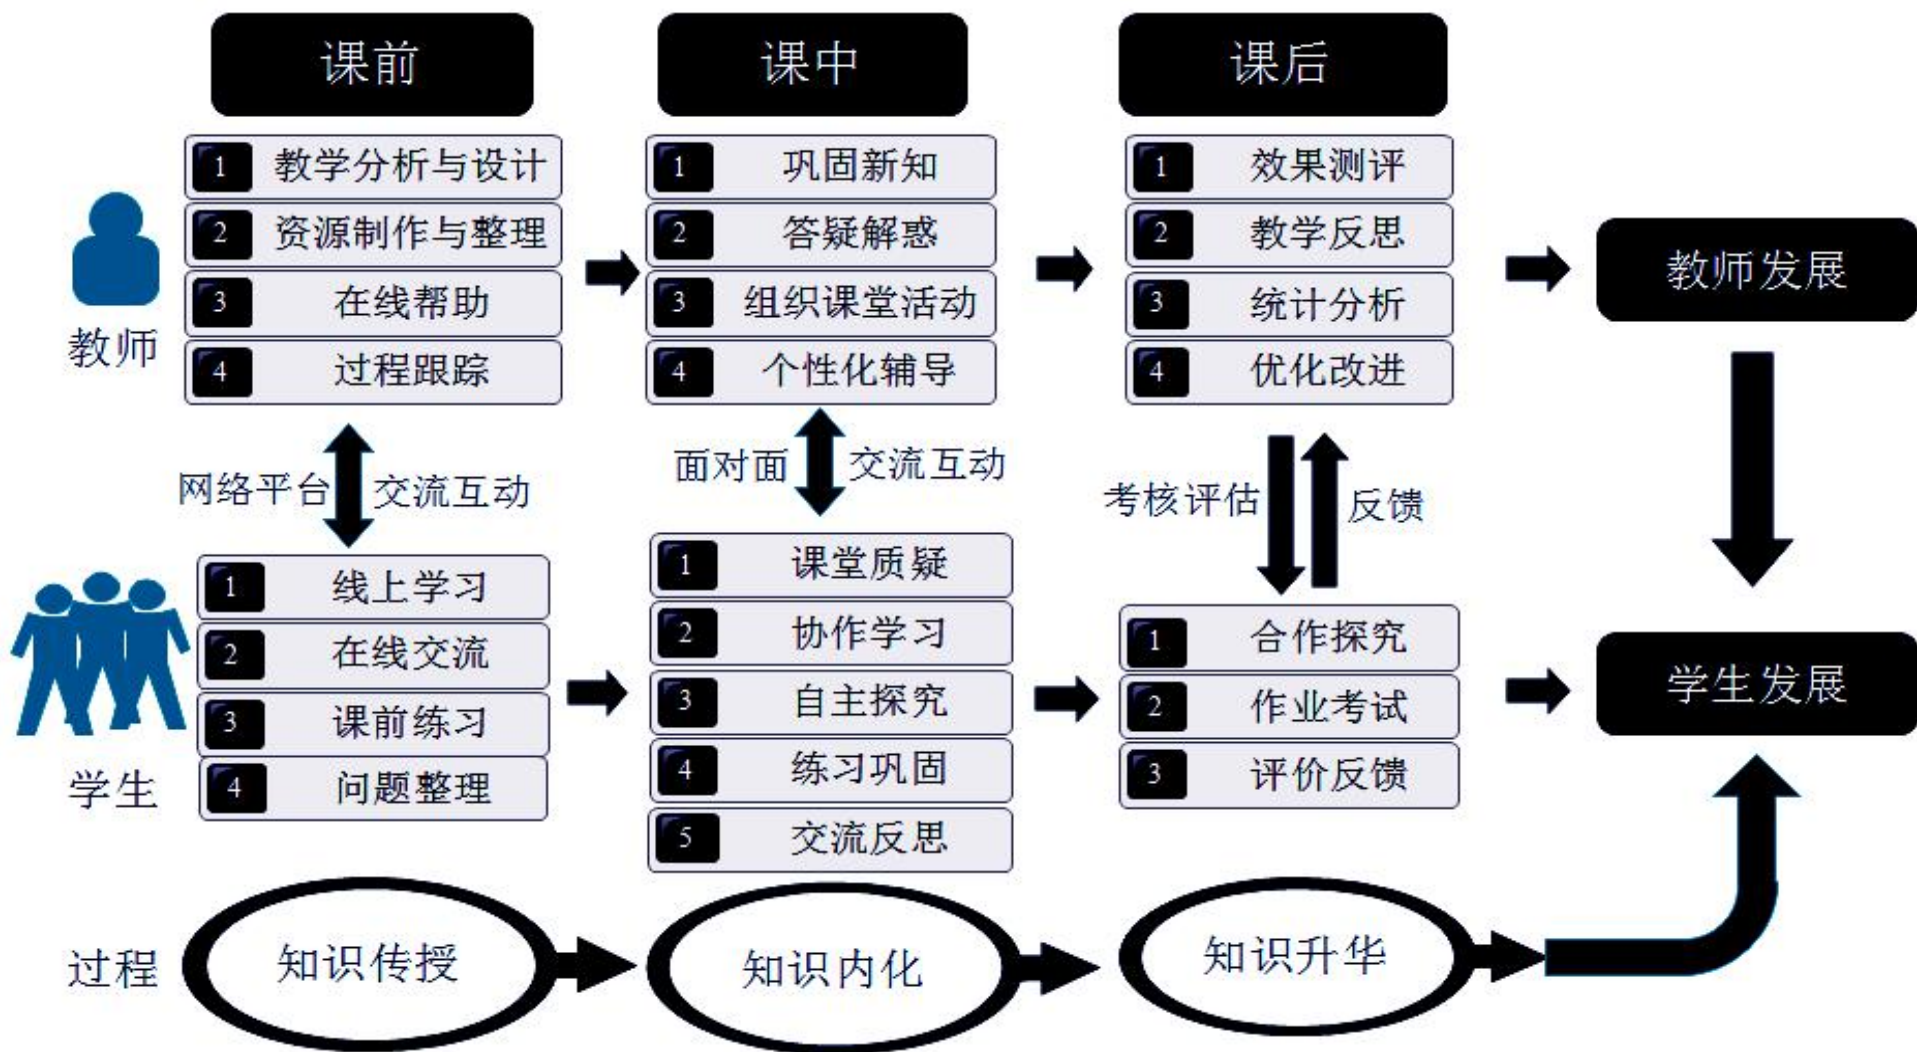 课前
课中
课后
1 教学分析与设计
2 资源制作与整理
3 在线帮助
4 过程跟踪
1 巩固新知
2 答疑解惑
3 组织课堂活动
4 个性化辅导
1 效果测评
2 教学反思
3 统计分析
4 优化改进
教师
教师发展
网络平台 交流互动
面对面 交流互动
考核评估 反馈
1 线上学习
2 在线交流
3 课前练习
4 问题整理
1 课堂质疑
2 协作学习
3 自主探究
4 练习巩固
5 交流反思
1 合作探究
2 作业考试
3 评价反馈
学生
学生发展
过程
知识传授
知识内化
知识升华